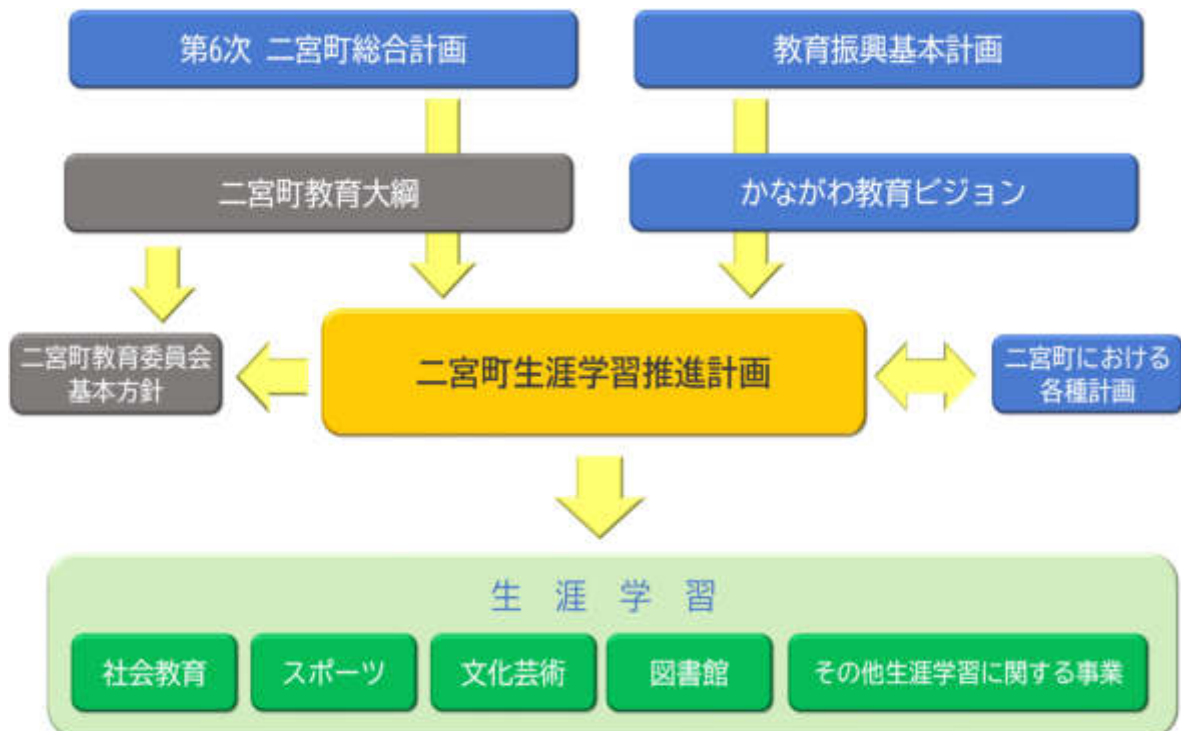 第6次 二宮町総合計画
教育振興基本計画
二宮町教育大綱
かながわ教育ビジョン
二宮町教育委員会
基本方針
二宮町生涯学習推進計画
二宮町における
各種計画
生 涯 学 習
社会教育
スポーツ
文化芸術
図書館
その他生涯学習に関する事業